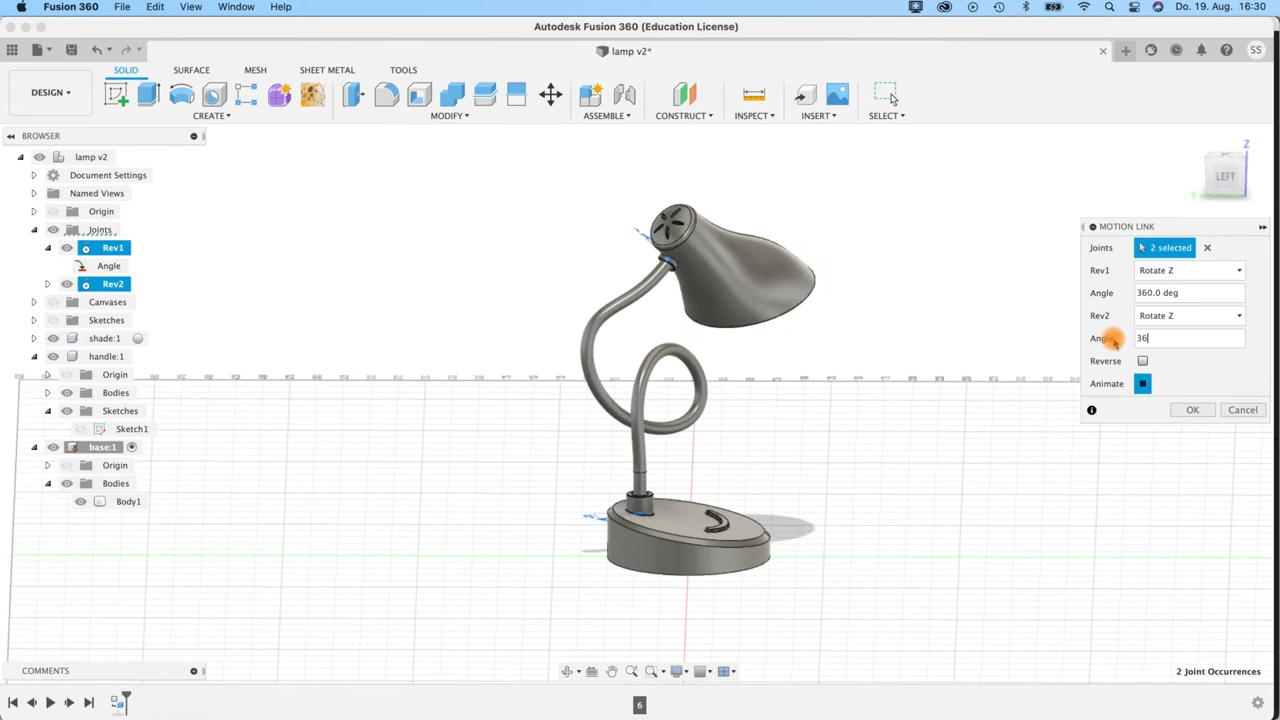 Fusion 360 File Edit View Window Help Do. 19. Aug. 16:30
Autodesk Fusion 360 (Education License)
lamp v2* SS
DESIGN SOLID SURFACE MESH SHEET METAL TOOLS
CREATE MODIFY ASSEMBLE CONSTRUCT INSPECT INSERT SELECT
BROWSER
lamp v2
Document Settings
Named Views
Origin
Joints
Rev1
Angle
Rev2
Canvases
Sketches
shade:1
handle:1
Origin
Bodies
Sketches
Sketch1
base:1
Origin
Bodies
Body1
Z
LEFT
Y
MOTION LINK
Joints 2 selected
Rev1 Rotate Z
Angle 360.0 deg
Rev2 Rotate Z
Angle 36
Reverse
Animate
OK Cancel
COMMENTS 2 Joint Occurrences
6